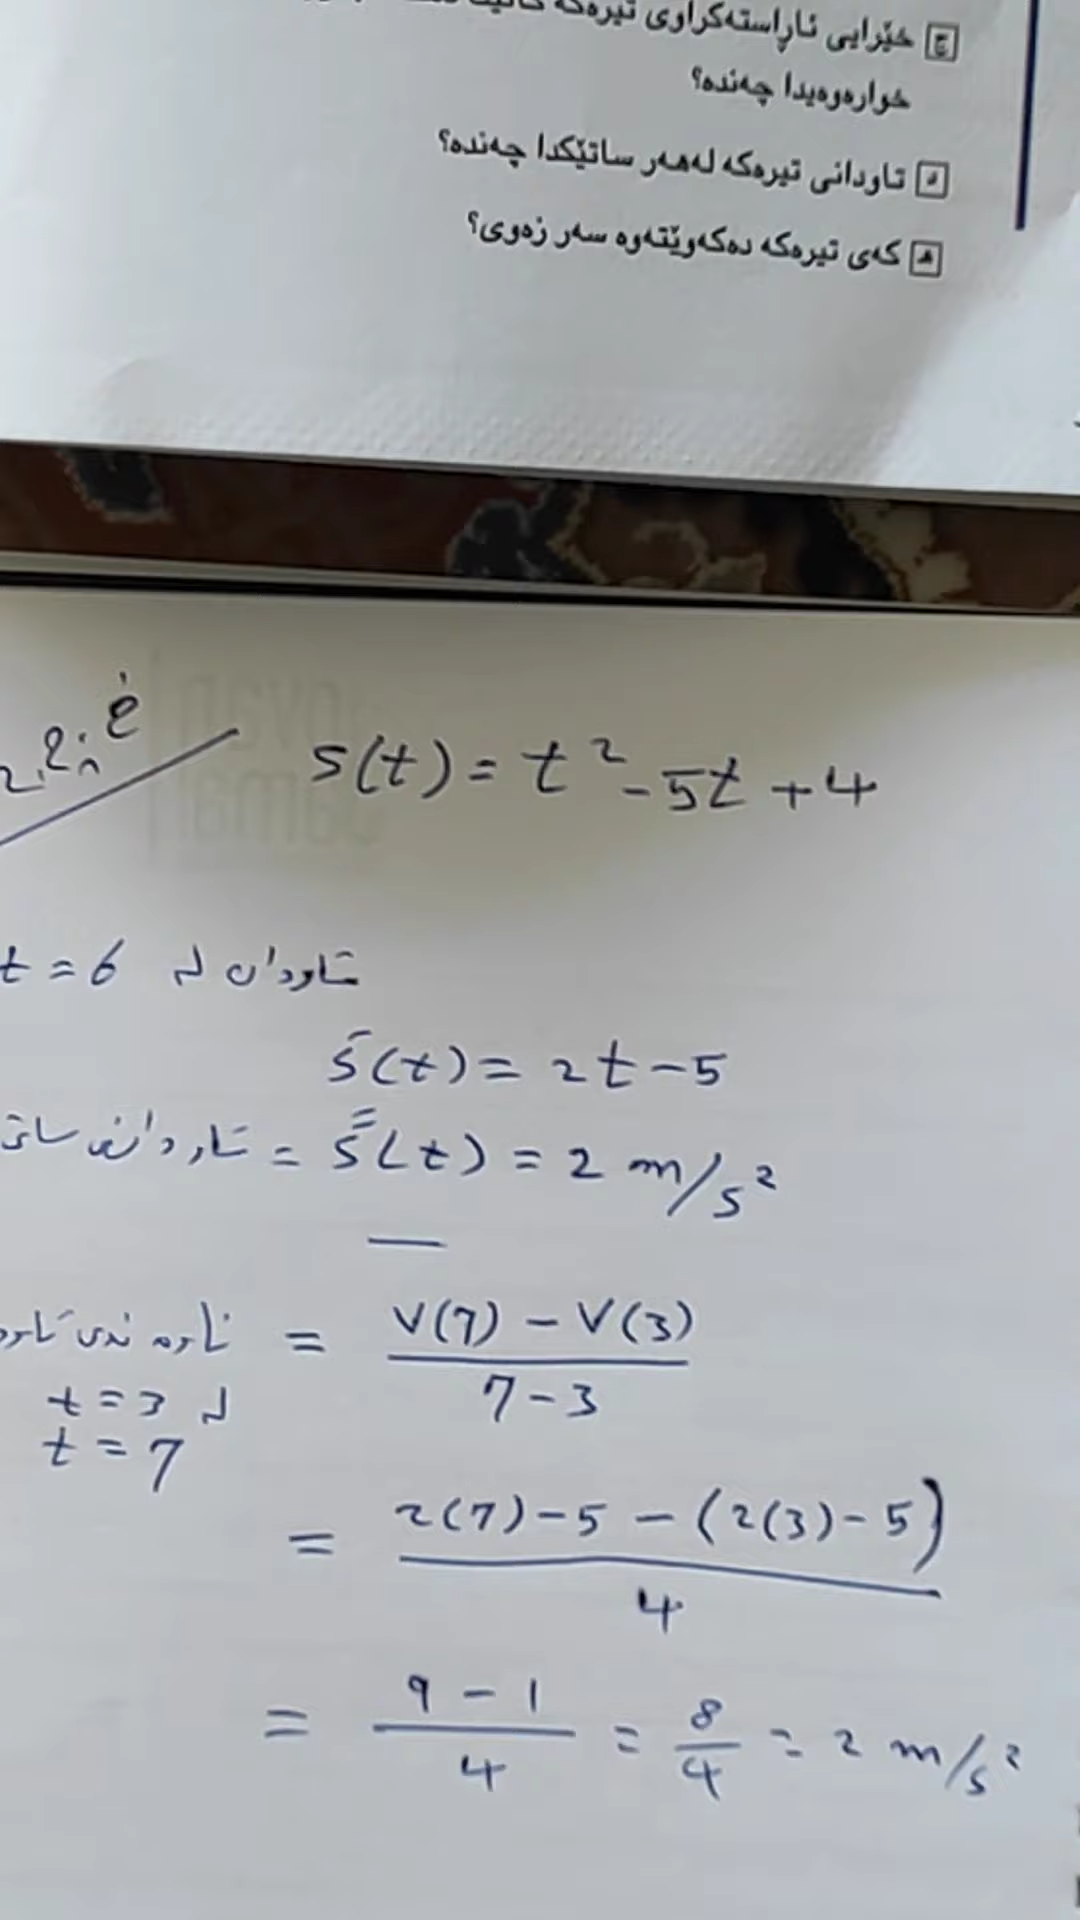 ج خێرایی ئاڕاستەکراوی تیرەکە
خوارەوەیدا چەندە؟
د تاودانی تیرەکە لەهەر ساتێکدا چەندە؟
هـ کەی تیرەکە دەکەوێتەوە سەر زەوی؟
S(t) = t² - 5t + 4
تاودان لە t = 6
S̄(t) = 2t - 5
= S̿(t) = 2 m/s²
= V(7) - V(3) / 7 - 3
لە t = 3
t = 7
= 2(7) - 5 - (2(3) - 5) / 4
= 9 - 1 / 4 = 8 / 4 = 2 m/s²